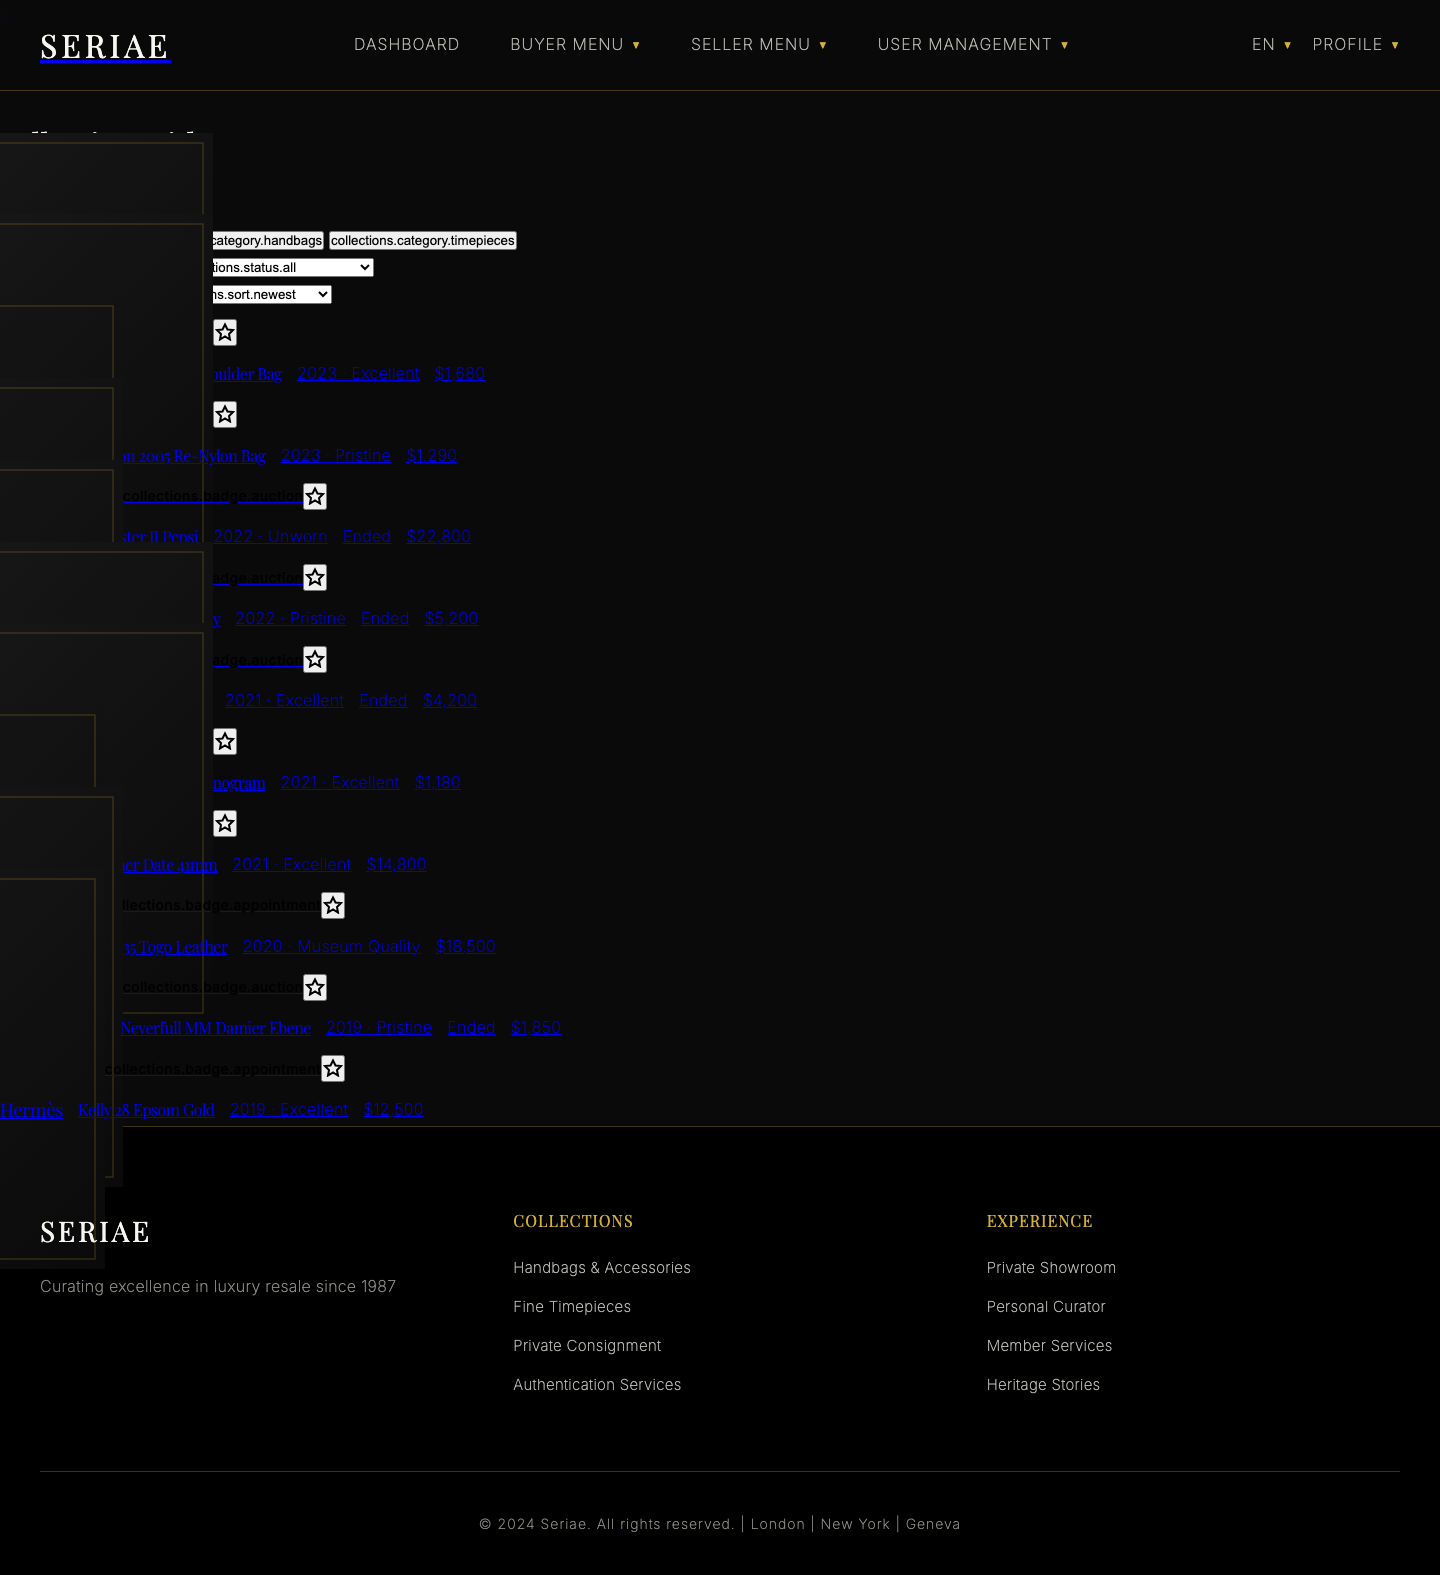 SERIAE
DASHBOARD BUYER MENU ▼ SELLER MENU ▼ USER MANAGEMENT ▼ EN ▼ PROFILE ▼
category.handbags collections.category.timepieces
tions.status.all
ns.sort.newest
ulder Bag 2023 · Excellent $1,680
on 2005 Re-Nylon Bag 2023 · Pristine $1,290
collections.badge.auction
ster II Pepsi 2022 · Unworn Ended $22,800
adge.auction
y 2022 · Pristine Ended $5,200
adge.auction
2021 · Excellent Ended $4,200
nogram 2021 · Excellent $1,180
er Date 41mm 2021 · Excellent $14,800
llections.badge.appointment
35 Togo Leather 2020 · Museum Quality $18,500
collections.badge.auction
Neverfull MM Damier Ebene 2019 · Pristine Ended $1,850
collections.badge.appointment
Hermès Kelly 28 Epsom Gold 2019 · Excellent $12,500
SERIAE
Curating excellence in luxury resale since 1987
COLLECTIONS
Handbags & Accessories
Fine Timepieces
Private Consignment
Authentication Services
EXPERIENCE
Private Showroom
Personal Curator
Member Services
Heritage Stories
© 2024 Seriae. All rights reserved. | London | New York | Geneva